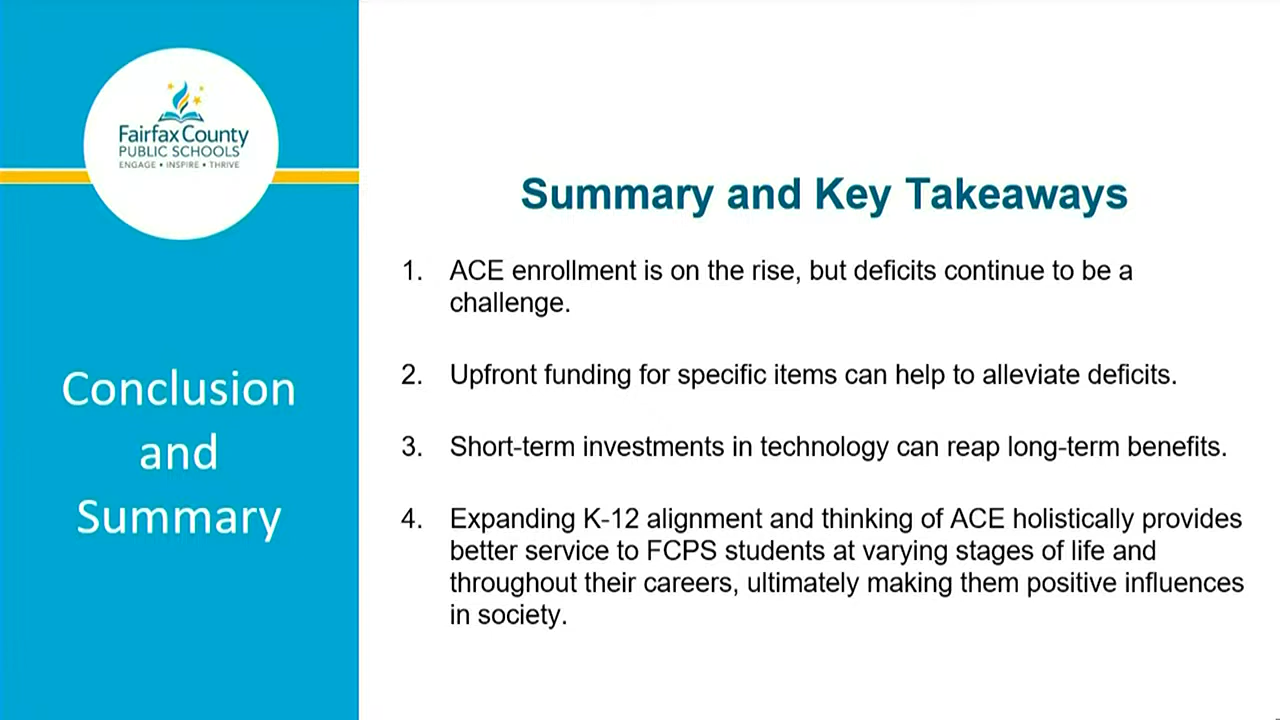 Fairfax County
PUBLIC SCHOOLS
ENGAGE • INSPIRE • THRIVE
Conclusion
and
Summary
Summary and Key Takeaways
1. ACE enrollment is on the rise, but deficits continue to be a
challenge.
2. Upfront funding for specific items can help to alleviate deficits.
3. Short-term investments in technology can reap long-term benefits.
4. Expanding K-12 alignment and thinking of ACE holistically provides
better service to FCPS students at varying stages of life and
throughout their careers, ultimately making them positive influences
in society.